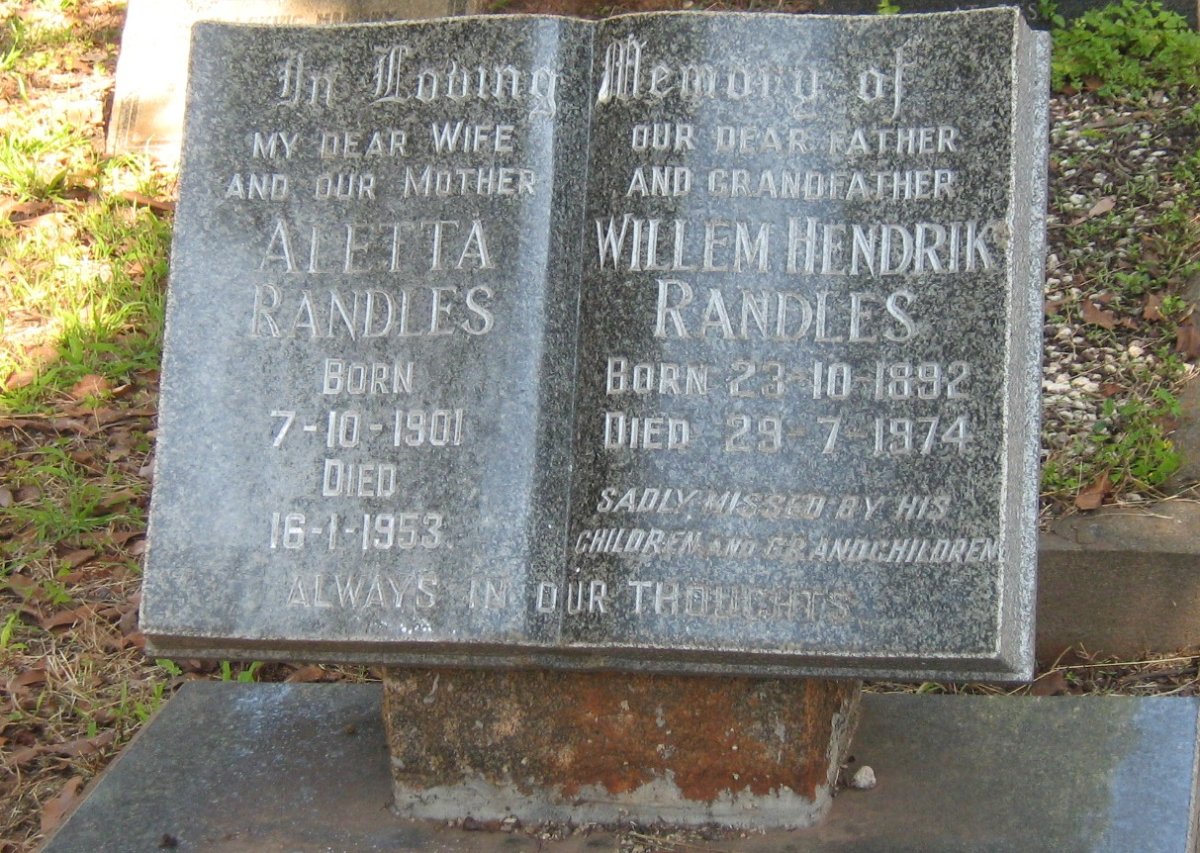 In Loving Memory of
MY DEAR WIFE
AND OUR MOTHER
ALETTA
RANDLES
BORN
7-10-1901
DIED
16-1-1953.
OUR DEAR FATHER
AND GRANDFATHER
WILLEM HENDRIK
RANDLES
BORN 23-10-1892
DIED 29-7-1974
SADLY MISSED BY HIS
CHILDREN AND GRANDCHILDREN
ALWAYS IN OUR THOUGHTS